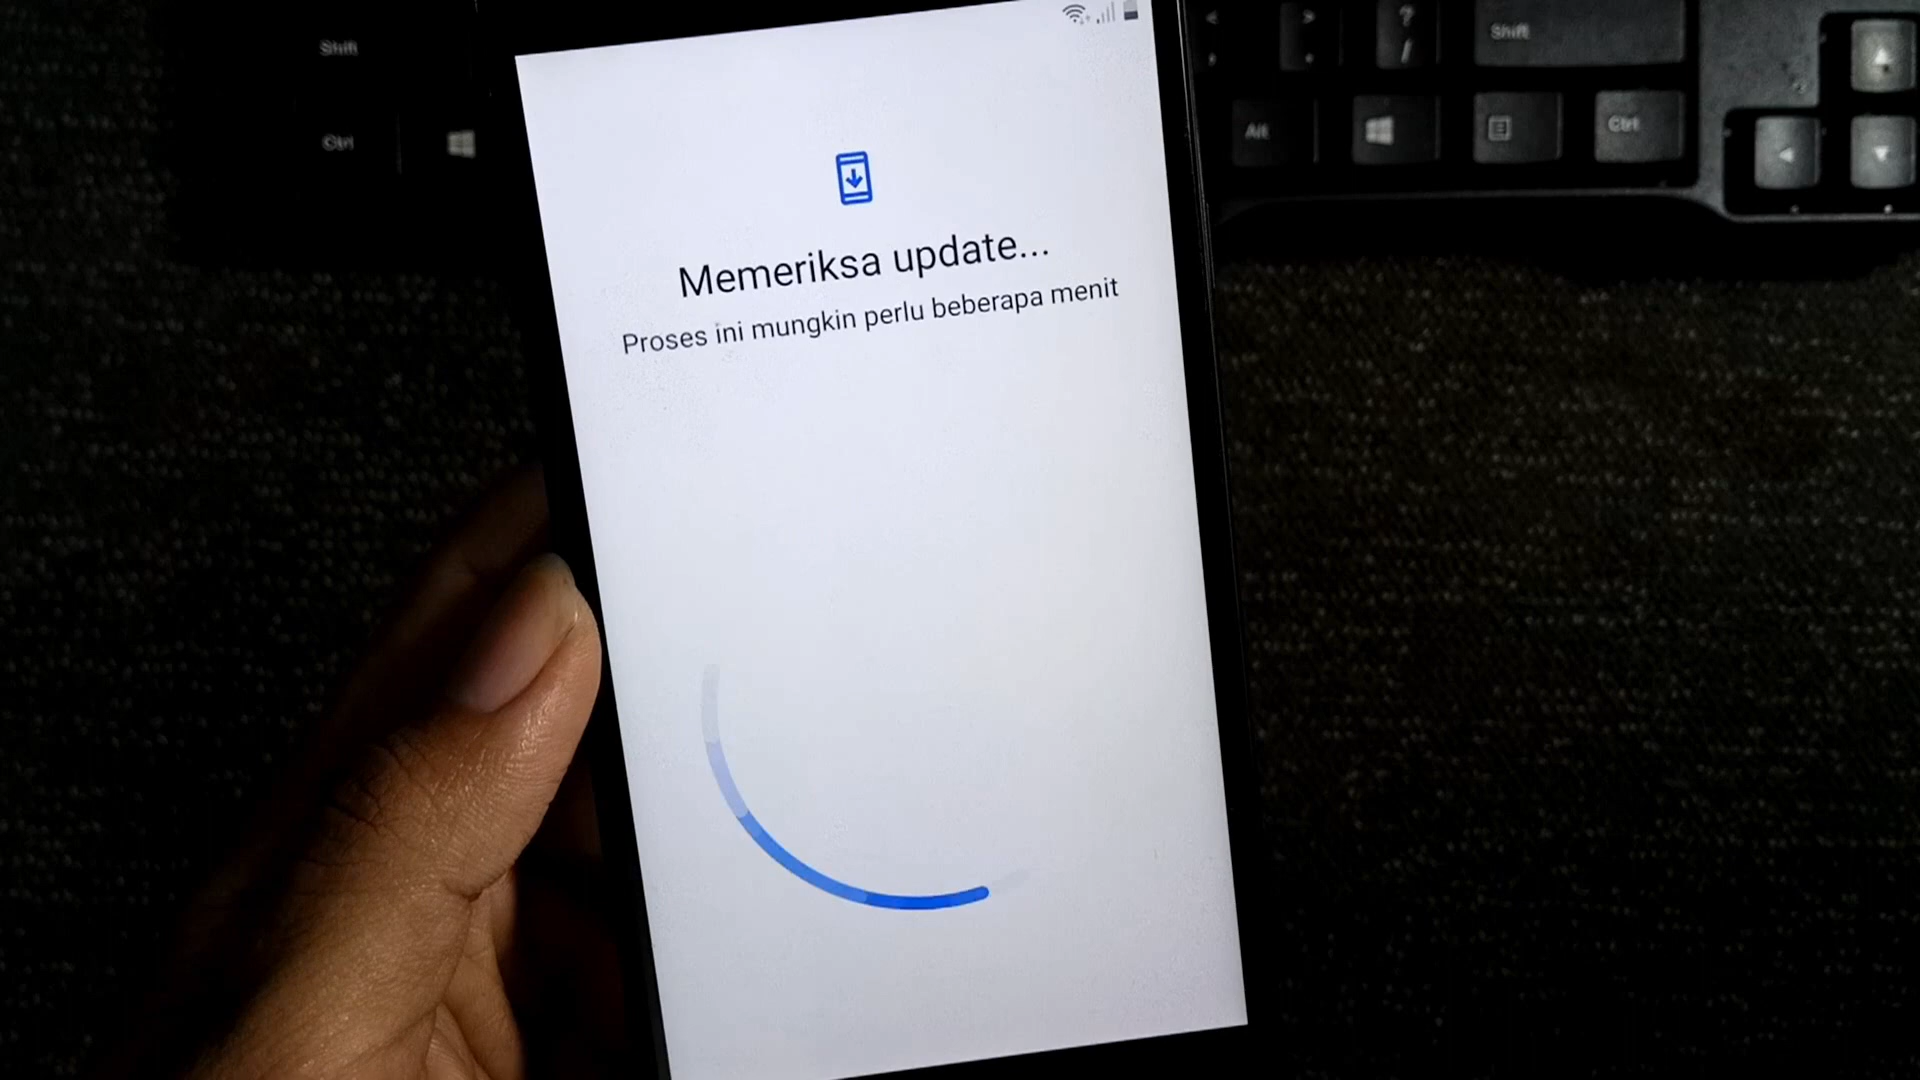 Shift
Ctrl
Memeriksa update...
Proses ini mungkin perlu beberapa menit
< >
?
/
Shift
Alt
Ctrl